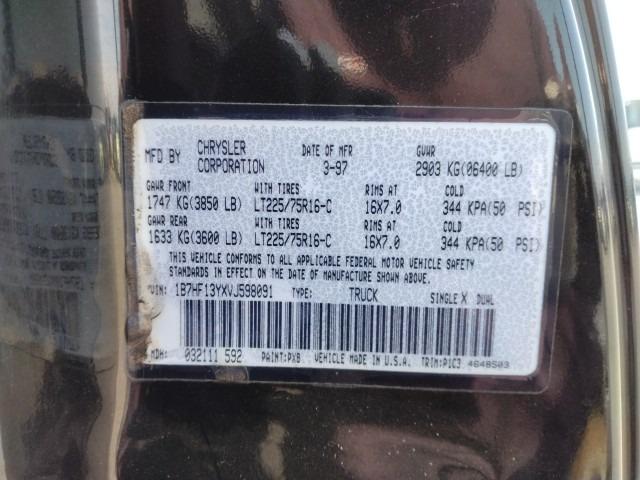 MFD BY CHRYSLER CORPORATION DATE OF MFR 3-97 GVWR 2903 KG(06400 LB)
GAWR FRONT WITH TIRES RIMS AT COLD
1747 KG(3850 LB) LT225/75R16-C 16X7.0 344 KPA(50 PSI)
GAWR REAR WITH TIRES RIMS AT COLD
1633 KG(3600 LB) LT225/75R16-C 16X7.0 344 KPA(50 PSI)
THIS VEHICLE CONFORMS TO ALL APPLICABLE FEDERAL MOTOR VEHICLE SAFETY
STANDARDS IN EFFECT ON THE DATE OF MANUFACTURE SHOWN ABOVE.
VIN: 1B7HF13YXVJ598091 TRUCK SINGLE X DUAL
MDH: 032111 592 PAINT:PXB VEHICLE MADE IN U.S.A. TRIM:P1C3 4648503